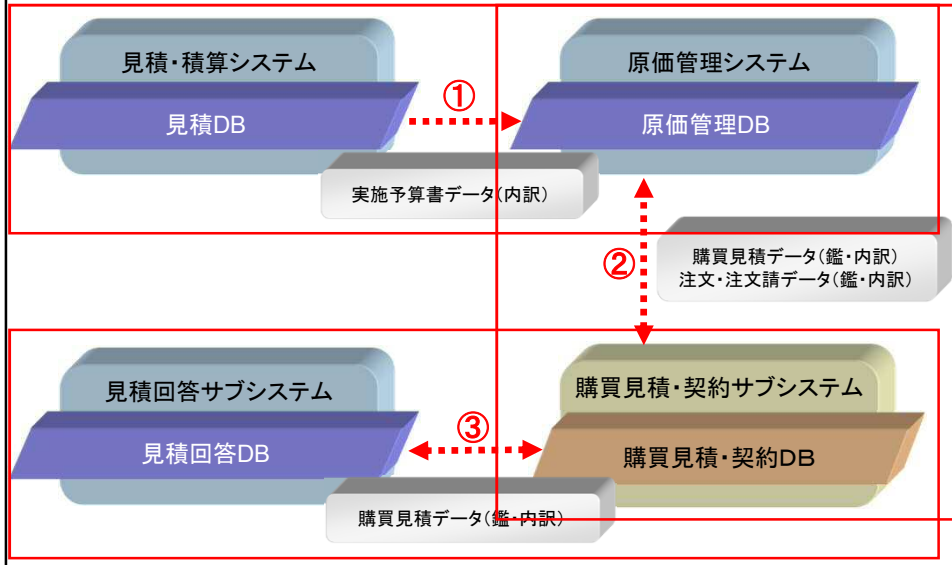 見積・積算システム
見積DB
①
原価管理システム
原価管理DB
実施予算書データ(内訳)
②
購買見積データ(鑑・内訳)
注文・注文請データ(鑑・内訳)
見積回答サブシステム
見積回答DB
③
購買見積・契約サブシステム
購買見積・契約DB
購買見積データ(鑑・内訳)